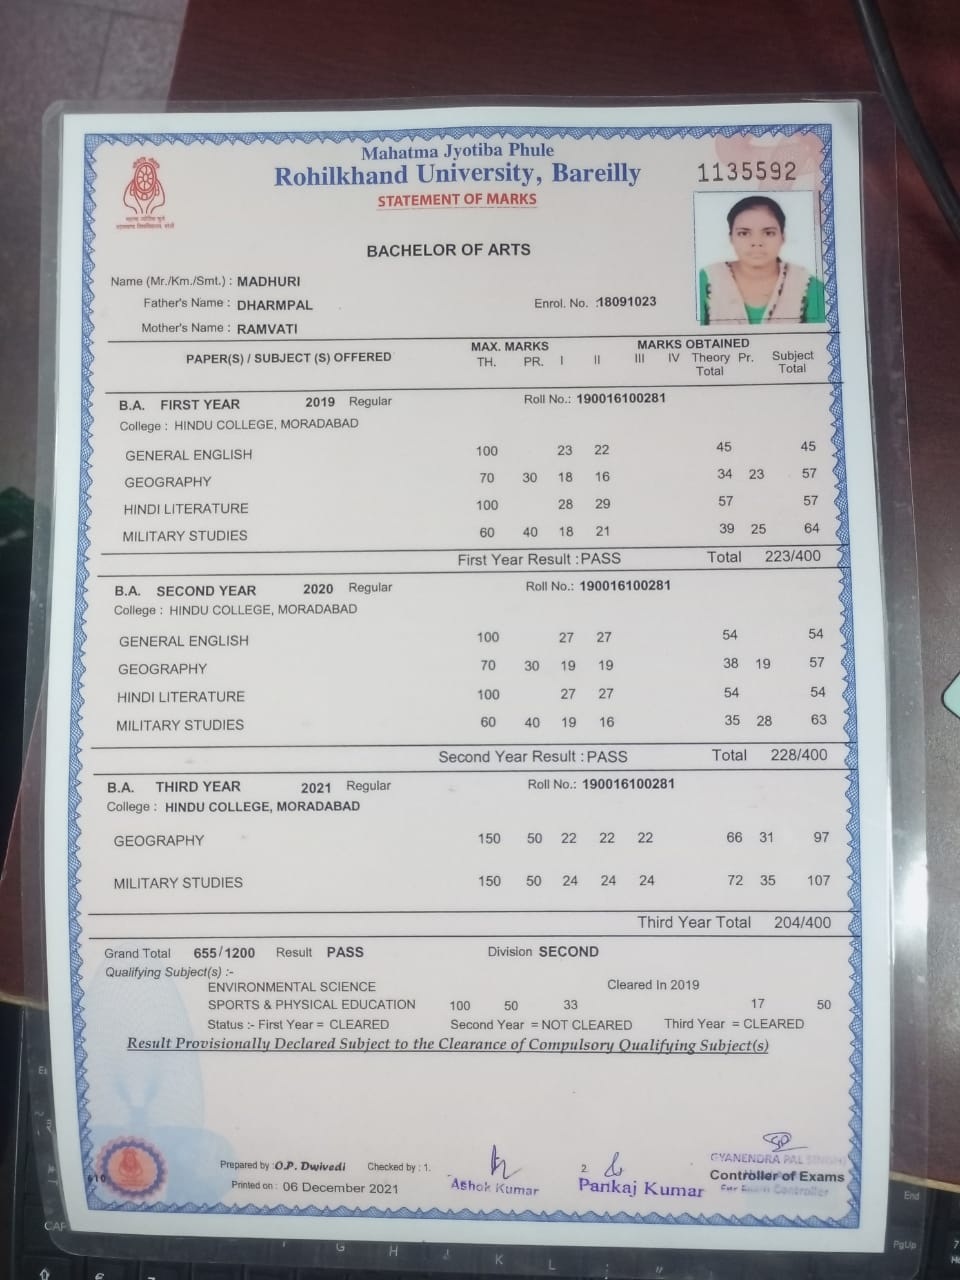 Mahatma Jyotiba Phule
Rohilkhand University, Bareilly
1135592
STATEMENT OF MARKS
BACHELOR OF ARTS
Name (Mr./Km./Smt.) : MADHURI
Father's Name : DHARMPAL Enrol. No. :18091023
Mother's Name : RAMVATI
PAPER(S) / SUBJECT (S) OFFERED MAX. MARKS MARKS OBTAINED
TH. PR. I II III IV Theory Total Pr. Subject Total
B.A. FIRST YEAR 2019 Regular Roll No.: 190016100281
College : HINDU COLLEGE, MORADABAD
GENERAL ENGLISH 100 23 22 45 45
GEOGRAPHY 70 30 18 16 34 23 57
HINDI LITERATURE 100 28 29 57 57
MILITARY STUDIES 60 40 18 21 39 25 64
First Year Result : PASS Total 223/400
B.A. SECOND YEAR 2020 Regular Roll No.: 190016100281
College : HINDU COLLEGE, MORADABAD
GENERAL ENGLISH 100 27 27 54 54
GEOGRAPHY 70 30 19 19 38 19 57
HINDI LITERATURE 100 27 27 54 54
MILITARY STUDIES 60 40 19 16 35 28 63
Second Year Result : PASS Total 228/400
B.A. THIRD YEAR 2021 Regular Roll No.: 190016100281
College : HINDU COLLEGE, MORADABAD
GEOGRAPHY 150 50 22 22 22 66 31 97
MILITARY STUDIES 150 50 24 24 24 72 35 107
Third Year Total 204/400
Grand Total 655/1200 Result PASS Division SECOND
Qualifying Subject(s) :-
ENVIRONMENTAL SCIENCE Cleared In 2019
SPORTS & PHYSICAL EDUCATION 100 50 33 17 50
Status :- First Year = CLEARED Second Year = NOT CLEARED Third Year = CLEARED
Result Provisionally Declared Subject to the Clearance of Compulsory Qualifying Subject(s)
Prepared by : O.P. Dwivedi Checked by : 1. Ashok Kumar 2. Pankaj Kumar
GYANENDRA PAL SINGH
Controller of Exams
Printed on : 06 December 2021
End
PgUp
G H J K L